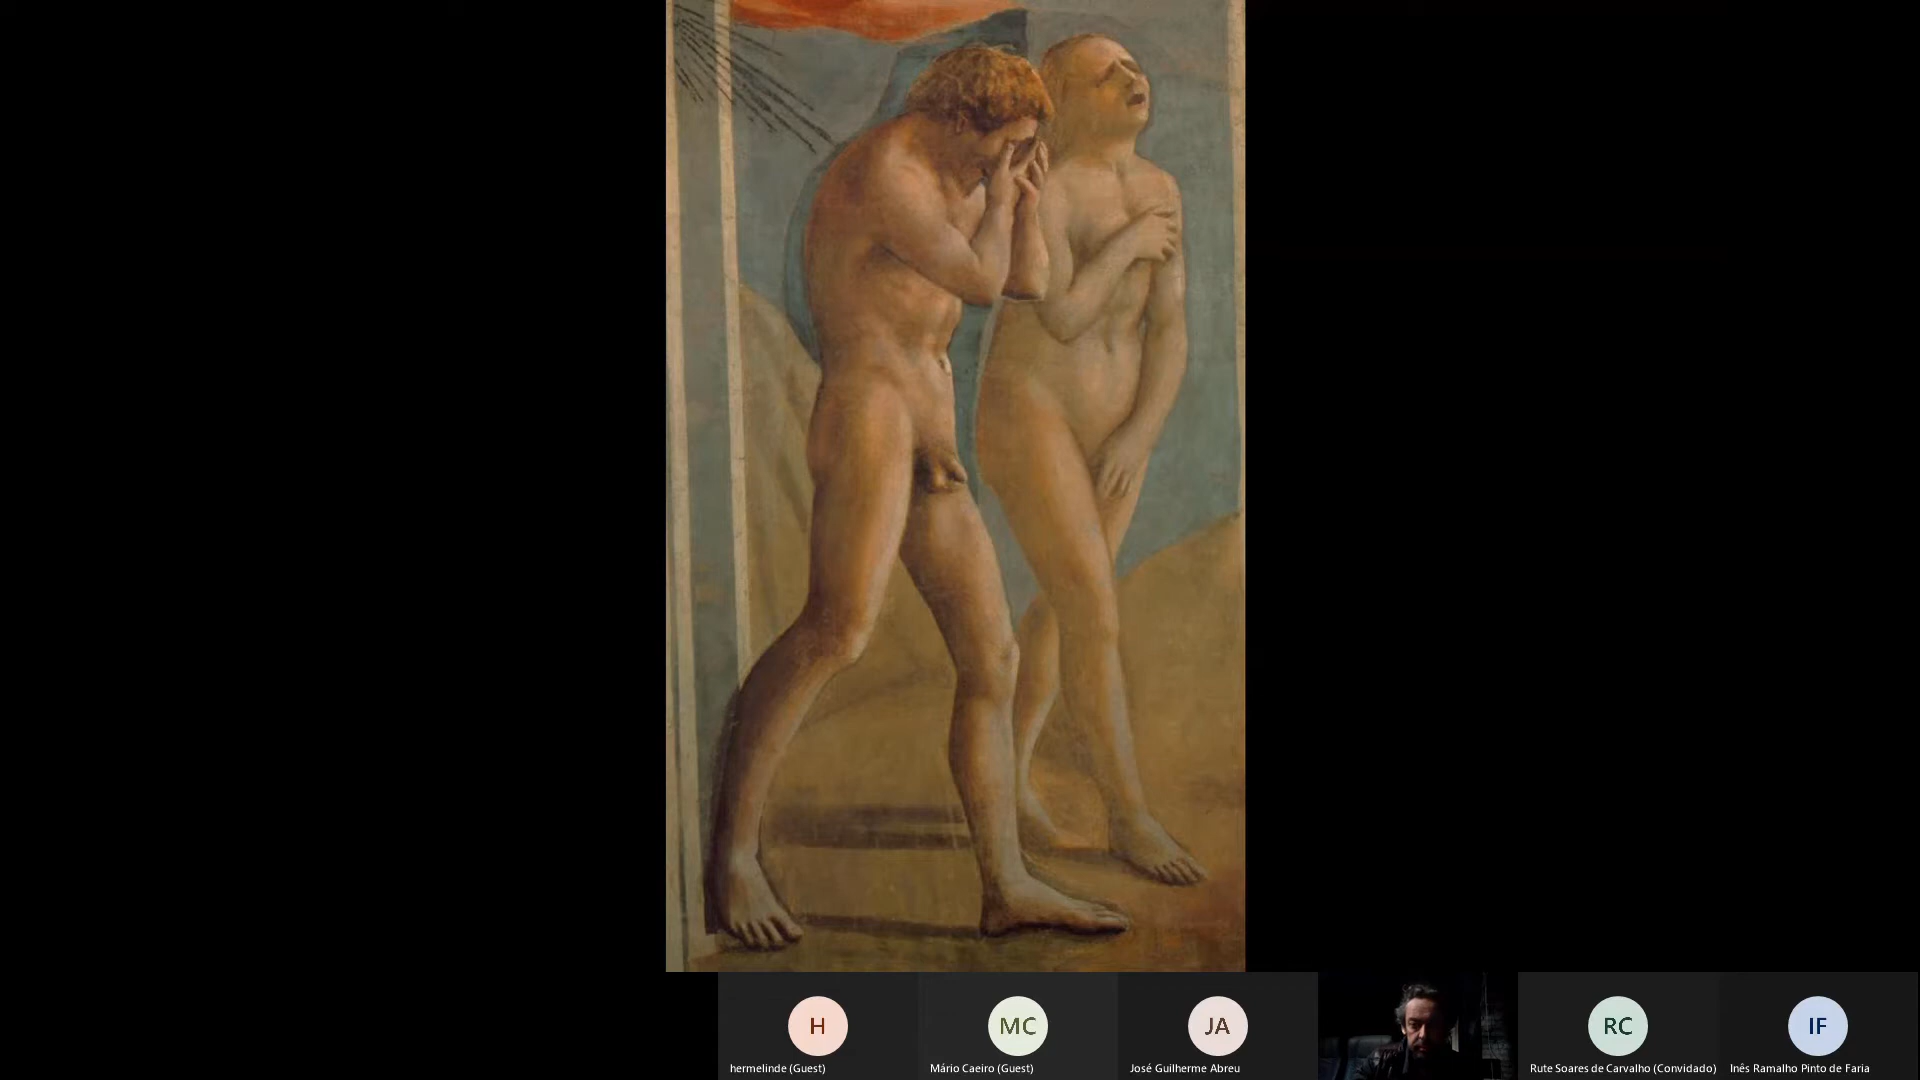 H
MC
JA
RC
IF
hermelinde (Guest)
Mário Caeiro (Guest)
José Guilherme Abreu
Rute Soares de Carvalho (Convidado)
Inês Ramalho Pinto de Faria